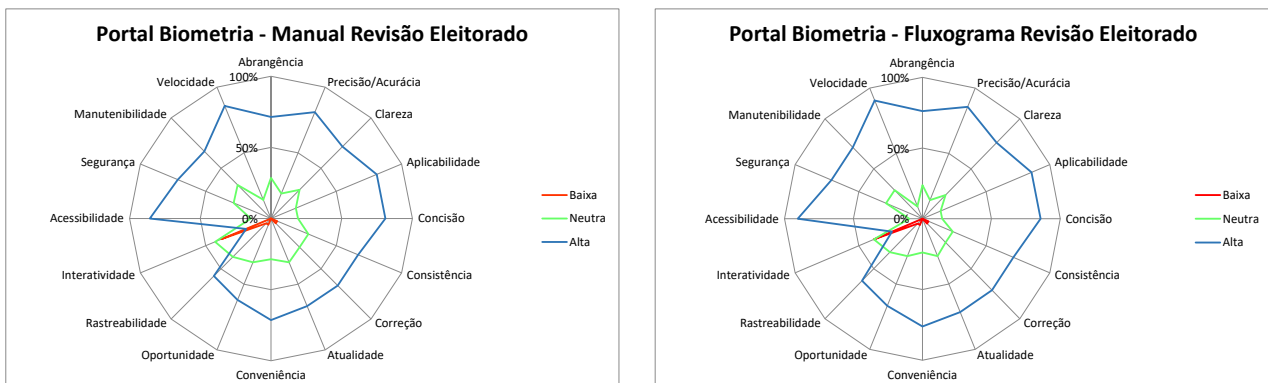 Portal Biometria - Manual Revisão Eleitorado
Abrangência
Precisão/Acurácia
Clareza
Aplicabilidade
Concisão
Consistência
Correção
Atualidade
Conveniência
Oportunidade
Rastreabilidade
Interatividade
Acessibilidade
Segurança
Manutenibilidade
Velocidade
100%
50%
0%
Baixa
Neutra
Alta
Portal Biometria - Fluxograma Revisão Eleitorado
Abrangência
Precisão/Acurácia
Clareza
Aplicabilidade
Concisão
Consistência
Correção
Atualidade
Conveniência
Oportunidade
Rastreabilidade
Interatividade
Acessibilidade
Segurança
Manutenibilidade
Velocidade
100%
50%
0%
Baixa
Neutra
Alta